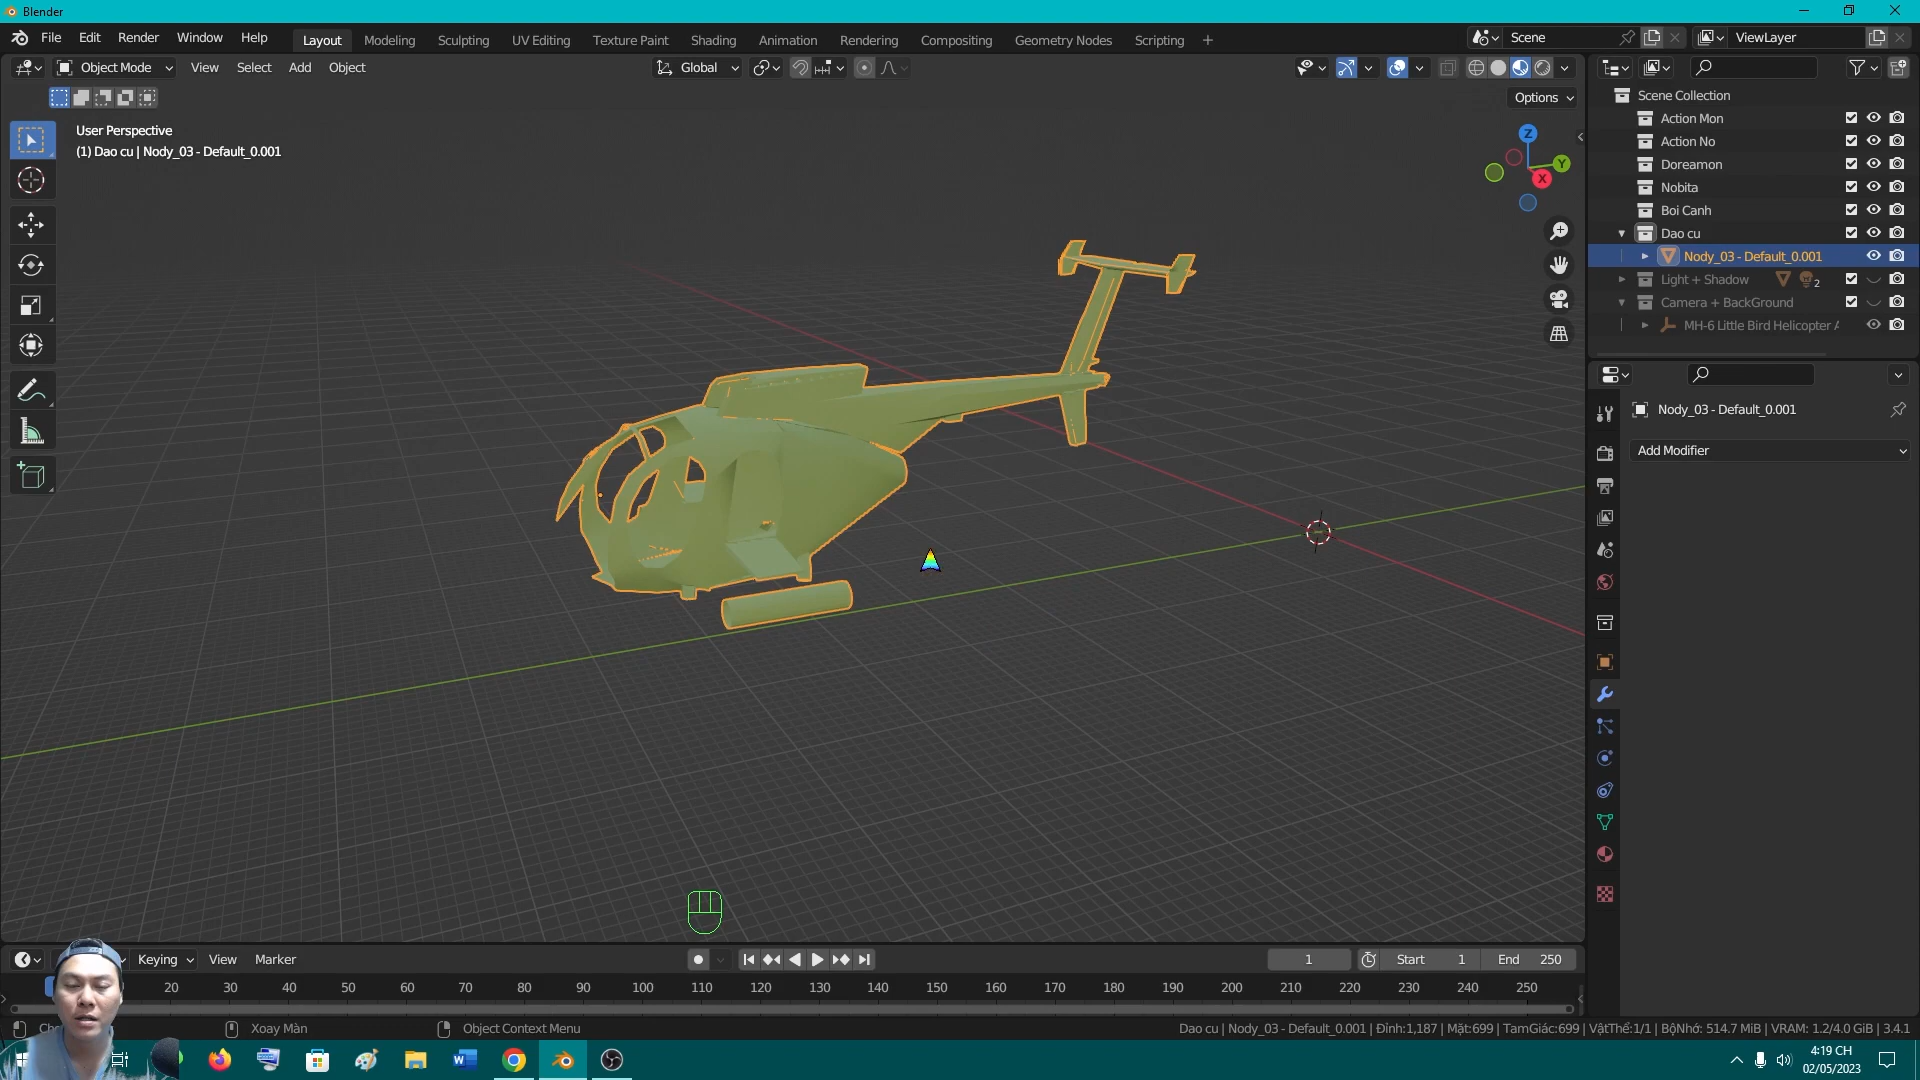 Blender
File Edit Render Window Help
Layout Modeling Sculpting UV Editing Texture Paint Shading Animation Rendering Compositing Geometry Nodes Scripting +
Scene
ViewLayer
Object Mode View Select Add Object
Global
Options
User Perspective
(1) Dao cu | Nody_03 - Default_0.001
Z
Y
X
Scene Collection
Action Mon
Action No
Doreamon
Nobita
Boi Canh
Dao cu
Nody_03 - Default_0.001
Light + Shadow 2
Camera + BackGround
MH-6 Little Bird Helicopter
Nody_03 - Default_0.001
Add Modifier
Keying View Marker
1
Start 1
End 250
20 30 40 50 60 70 80 90 100 110 120 130 140 150 160 170 180 190 200 210 220 230 240 250
Xoay Màn
Object Context Menu
Dao cu | Nody_03 - Default_0.001 | Đỉnh:1,187 | Mặt:699 | TamGiác:699 | VậtThể:1/1 | BộNhớ: 514.7 MiB | VRAM: 1.2/4.0 GiB | 3.4.1
4:19 CH
02/05/2023